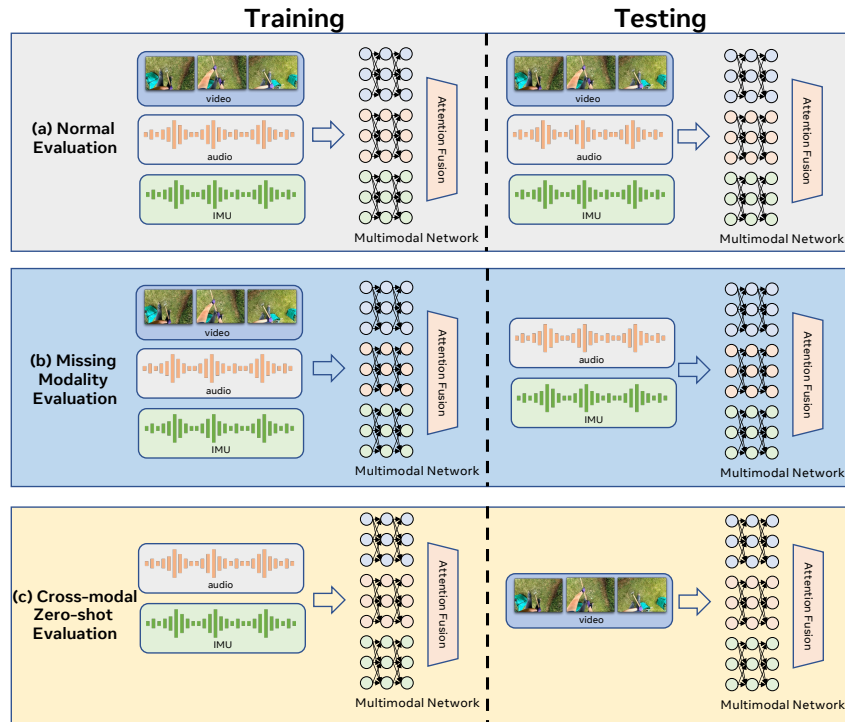 Training
Testing
(a) Normal
Evaluation
video
audio
IMU
Attention Fusion
Multimodal Network
video
audio
IMU
Attention Fusion
Multimodal Network
(b) Missing
Modality
Evaluation
video
audio
IMU
Attention Fusion
Multimodal Network
audio
IMU
Attention Fusion
Multimodal Network
(c) Cross-modal
Zero-shot
Evaluation
audio
IMU
Attention Fusion
Multimodal Network
video
Attention Fusion
Multimodal Network